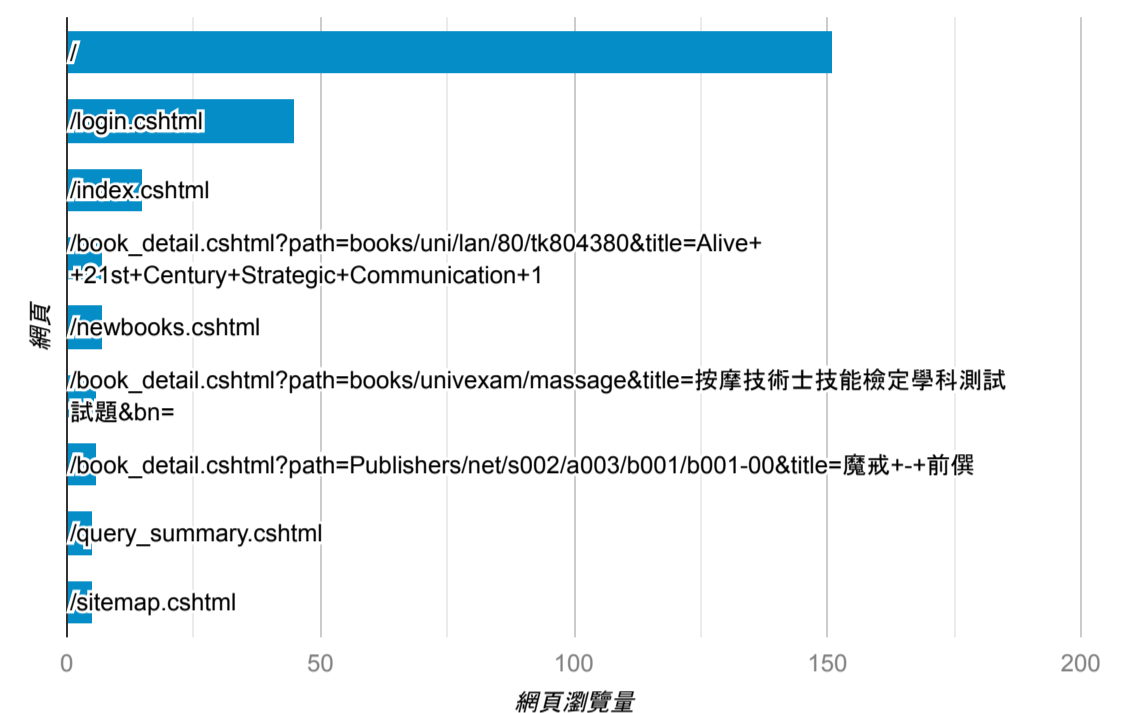 /
/login.cshtml
/index.cshtml
/book_detail.cshtml?path=books/uni/lan/80/tk804380&title=Alive+
+21st+Century+Strategic+Communication+1
/newbooks.cshtml
/book_detail.cshtml?path=books/univexam/massage&title=按摩技術士技能檢定學科測試
試題&bn=
/book_detail.cshtml?path=Publishers/net/s002/a003/b001/b001-00&title=魔戒+-+前僎
/query_summary.cshtml
/sitemap.cshtml
網頁
0 50 100 150 200
網頁瀏覽量